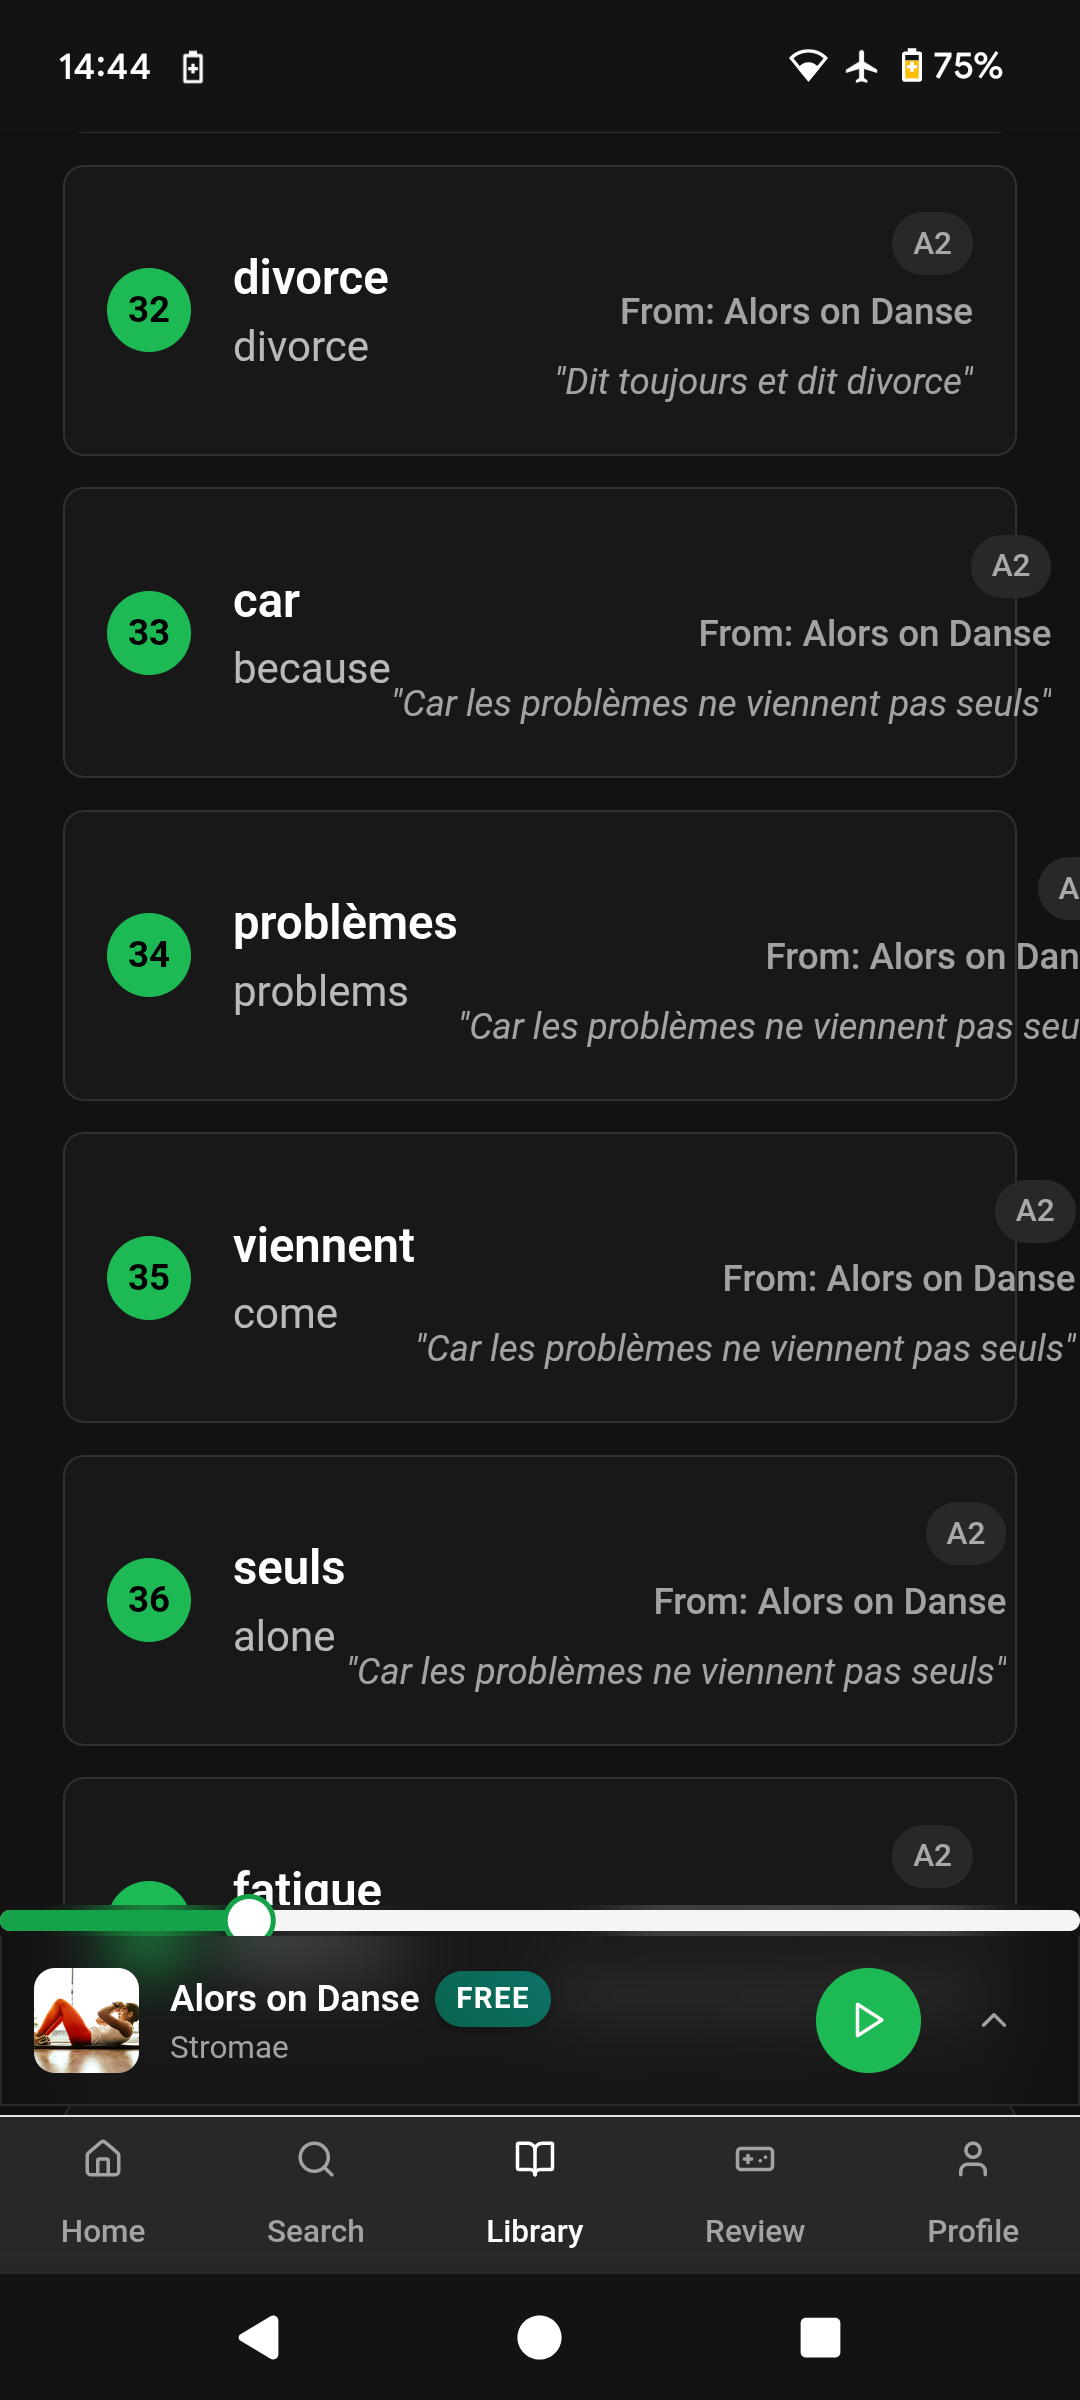 14:44
75%
A2
32
divorce
From: Alors on Danse
divorce
"Dit toujours et dit divorce"
A2
33
car
From: Alors on Danse
because
"Car les problèmes ne viennent pas seuls"
A
34
problèmes
From: Alors on Dan
problems
"Car les problèmes ne viennent pas seu
A2
35
viennent
From: Alors on Danse
come
"Car les problèmes ne viennent pas seuls"
A2
36
seuls
From: Alors on Danse
alone
"Car les problèmes ne viennent pas seuls"
A2
fatigue
Alors on Danse FREE
Stromae
Home Search Library Review Profile